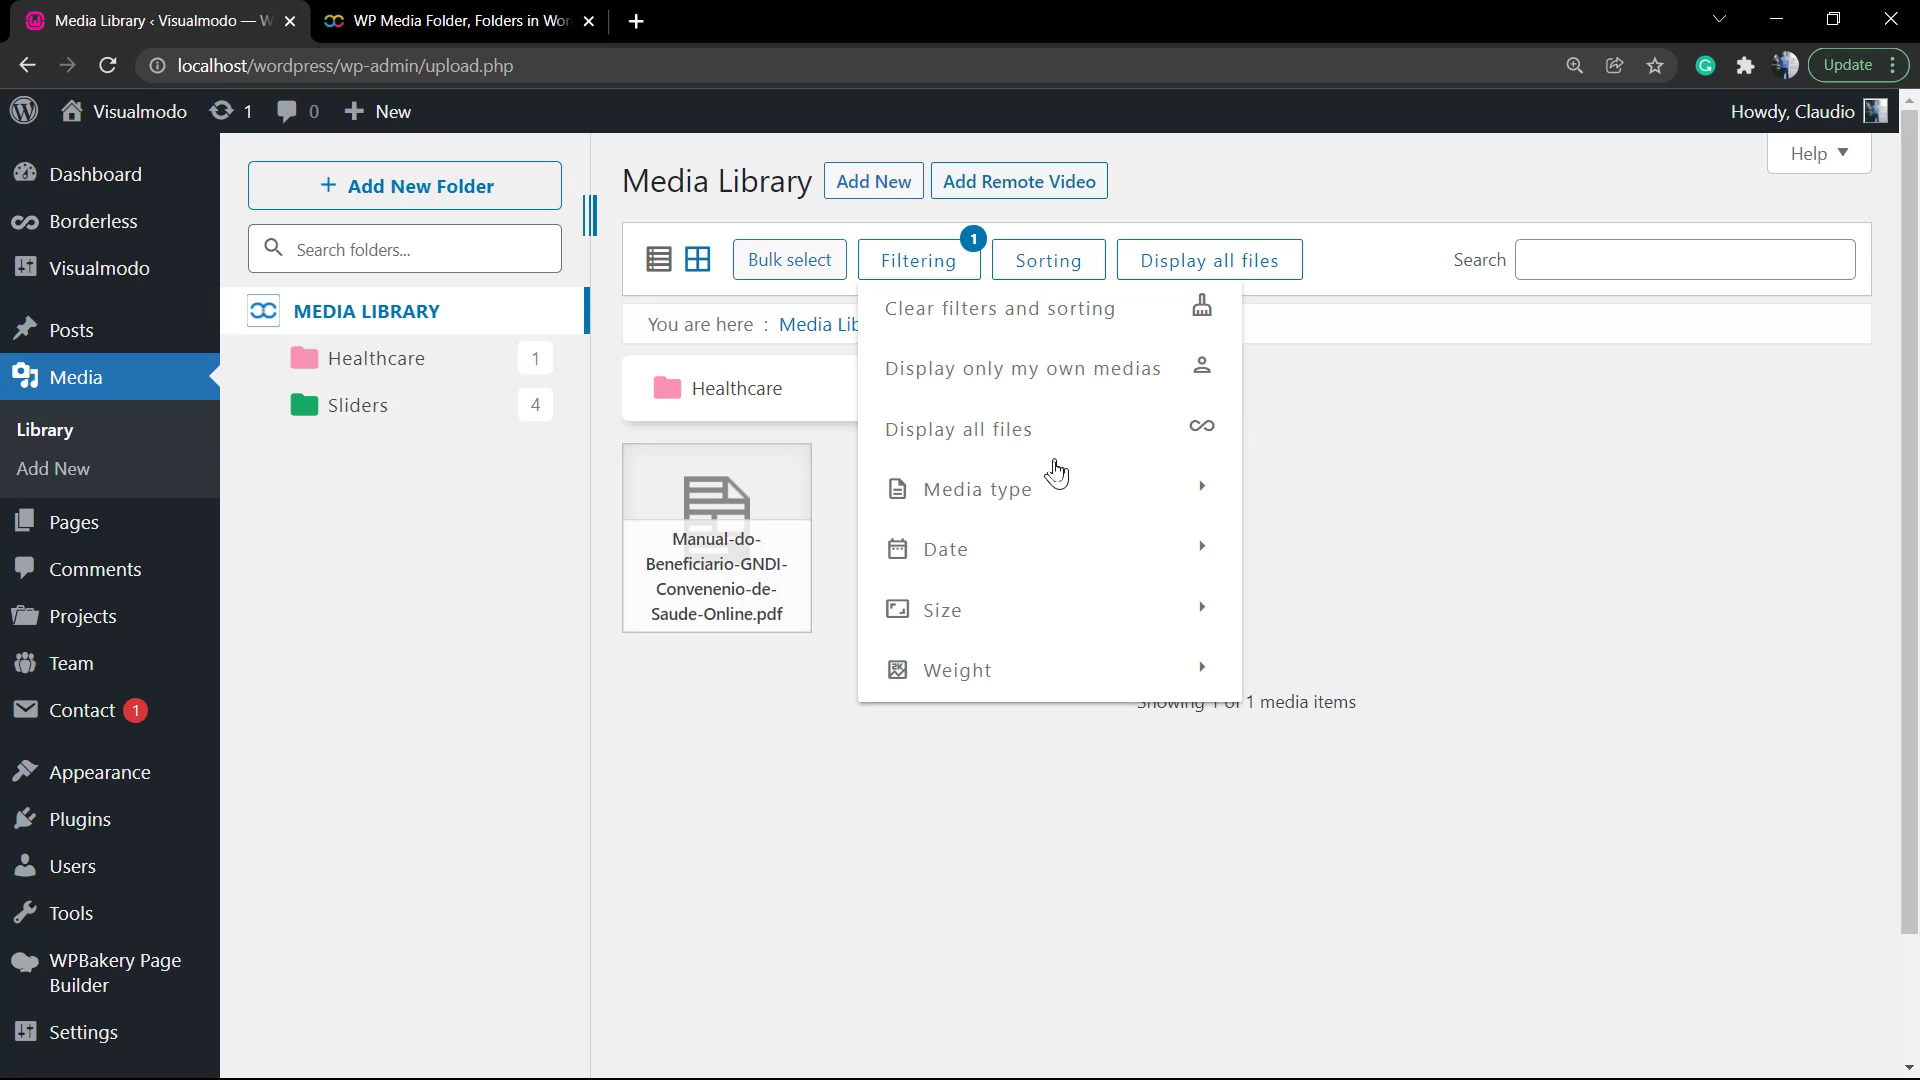 Media Library ‹ Visualmodo — W
WP Media Folder, Folders in Wor
localhost/wordpress/wp-admin/upload.php
Update
Visualmodo
1
0
New
Howdy, Claudio
Help
Dashboard
Borderless
Visualmodo
Posts
Media
Library
Add New
Pages
Comments
Projects
Team
Contact 1
Appearance
Plugins
Users
Tools
WPBakery Page
Builder
Settings
+ Add New Folder
Search folders...
MEDIA LIBRARY
Healthcare 1
Sliders 4
Media Library
Add New
Add Remote Video
Bulk select
Filtering
1
Sorting
Display all files
Search
You are here : Media Lib
Healthcare
Manual-do-
Beneficiario-GNDI-
Convenenio-de-
Saude-Online.pdf
Clear filters and sorting
Display only my own medias
Display all files
Media type
Date
Size
Weight
Showing 1 of 1 media items